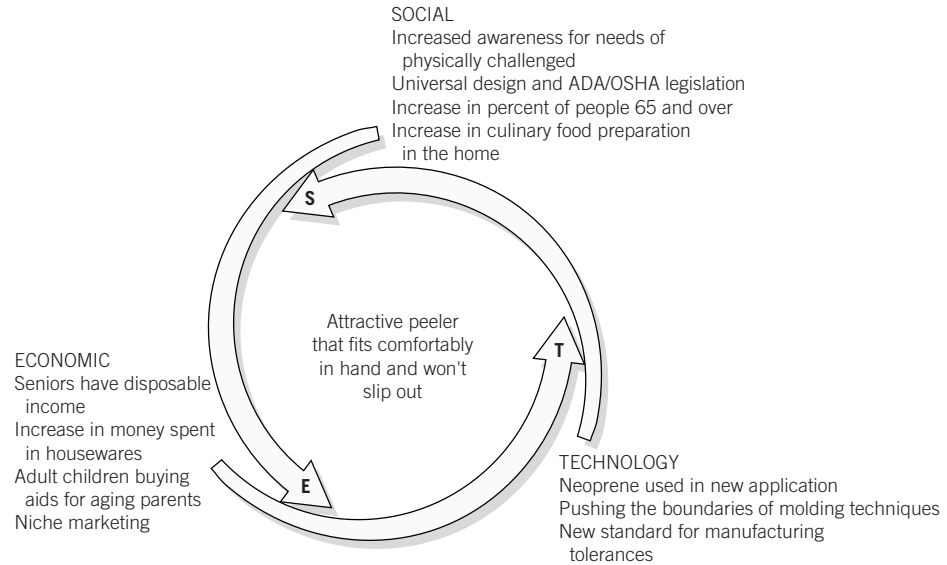 SOCIAL
Increased awareness for needs of
physically challenged
Universal design and ADA/OSHA legislation
Increase in percent of people 65 and over
Increase in culinary food preparation
in the home
S
Attractive peeler
that fits comfortably
in hand and won't
slip out
T
ECONOMIC
Seniors have disposable
income
Increase in money spent
in housewares
Adult children buying
aids for aging parents
Niche marketing
E
TECHNOLOGY
Neoprene used in new application
Pushing the boundaries of molding techniques
New standard for manufacturing
tolerances